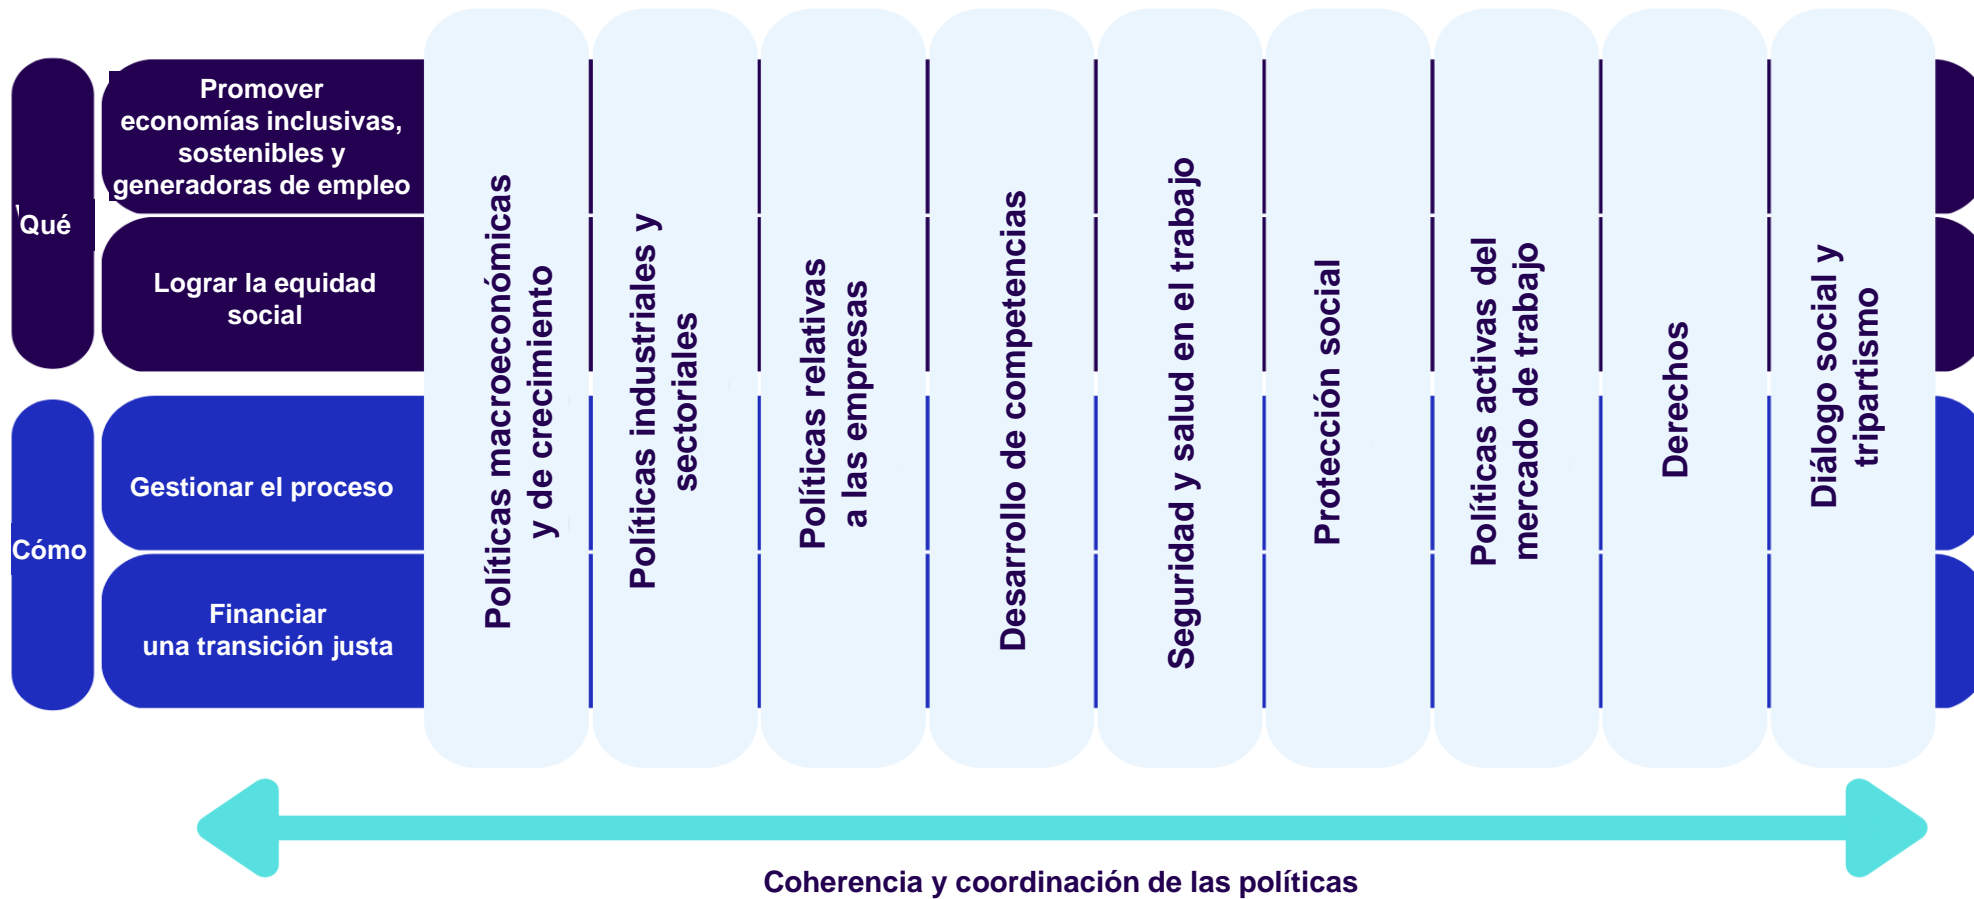 Qué
Promover
economías inclusivas,
sostenibles y
generadoras de empleo
Lograr la equidad
social
Cómo
Gestionar el proceso
Financiar
una transición justa
Políticas macroeconómicas
y de crecimiento
Políticas industriales y
sectoriales
Políticas relativas
a las empresas
Desarrollo de competencias
Seguridad y salud en el trabajo
Protección social
Políticas activas del
mercado de trabajo
Derechos
Diálogo social y
tripartismo
Coherencia y coordinación de las políticas